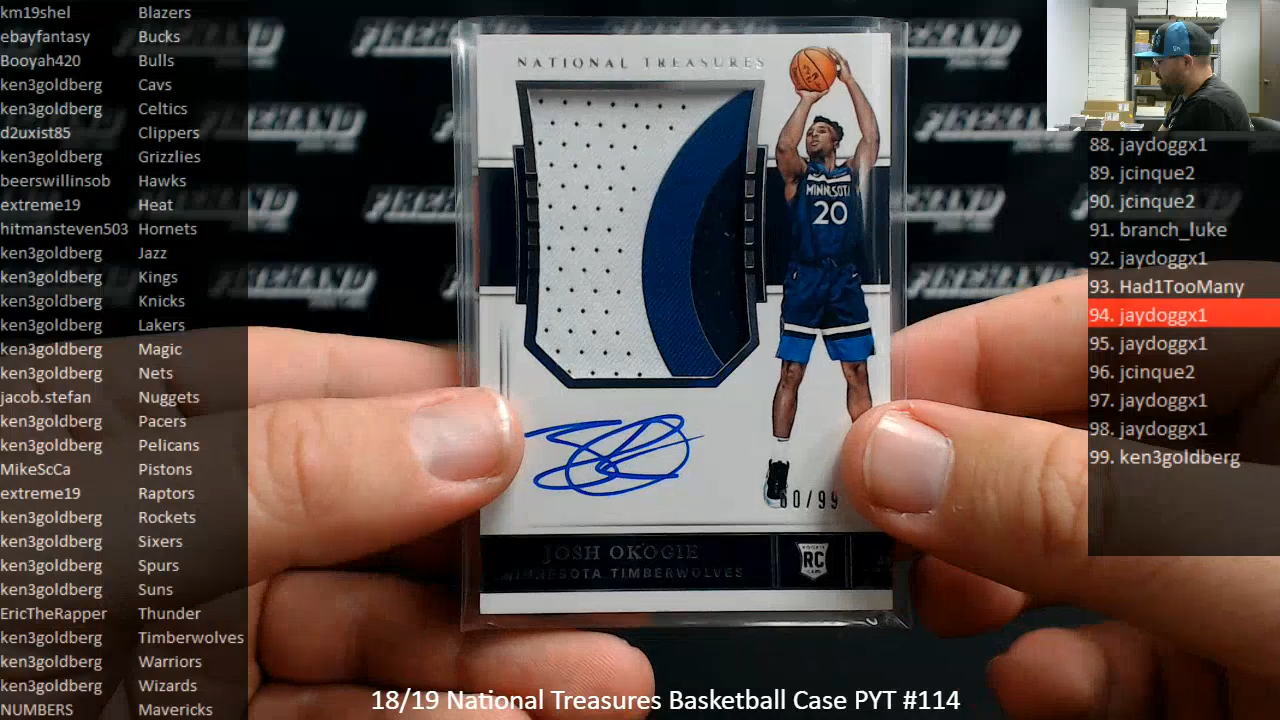 km19shel Blazers
ebayfantasy Bucks
Booyah420 Bulls
ken3goldberg Cavs
ken3goldberg Celtics
d2uxist85 Clippers
ken3goldberg Grizzlies
beerswillinsob Hawks
extreme19 Heat
hitmansteven503 Hornets
ken3goldberg Jazz
ken3goldberg Kings
ken3goldberg Knicks
ken3goldberg Lakers
ken3goldberg Magic
ken3goldberg Nets
jacob.stefan Nuggets
ken3goldberg Pacers
ken3goldberg Pelicans
MikeScCa Pistons
extreme19 Raptors
ken3goldberg Rockets
ken3goldberg Sixers
ken3goldberg Spurs
ken3goldberg Suns
EricTheRapper Thunder
ken3goldberg Timberwolves
ken3goldberg Warriors
ken3goldberg Wizards
NUMBERS Mavericks
FIREHAND
NATIONAL TREASURES
MINNESOTA
20
60/99
JOSH OKOGIE
MINNESOTA TIMBERWOLVES
RC
88. jaydoggx1
89. jcinque2
90. jcinque2
91. branch_luke
92. jaydoggx1
93. Had1TooMany
94. jaydoggx1
95. jaydoggx1
96. jcinque2
97. jaydoggx1
98. jaydoggx1
99. ken3goldberg
18/19 National Treasures Basketball Case PYT #114